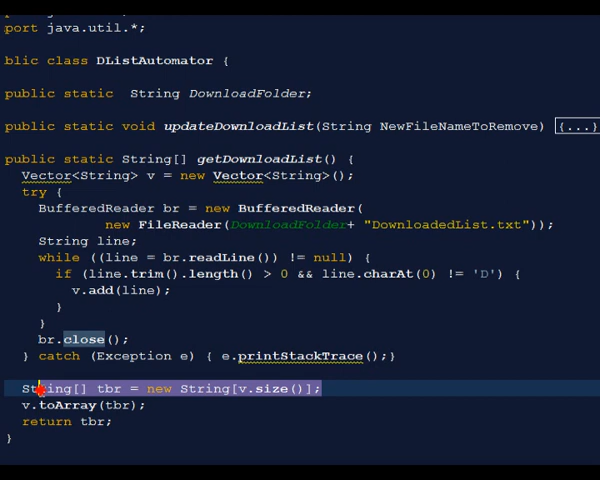 port java.util.*;
blic class DListAutomator {
public static  String DownloadFolder;
public static void updateDownloadList(String NewFileNameToRemove) {...}
public static String[] getDownloadList() {
Vector<String> v = new Vector<String>();
try {
BufferedReader br = new BufferedReader(
new FileReader(DownloadFolder+ "DownloadedList.txt"));
String line;
while ((line = br.readLine()) != null) {
if (line.trim().length() > 0 && line.charAt(0) != 'D') {
v.add(line);
}
}
br.close();
} catch (Exception e) { e.printStackTrace();}
String[] tbr = new String[v.size()];
v.toArray(tbr);
return tbr;
}